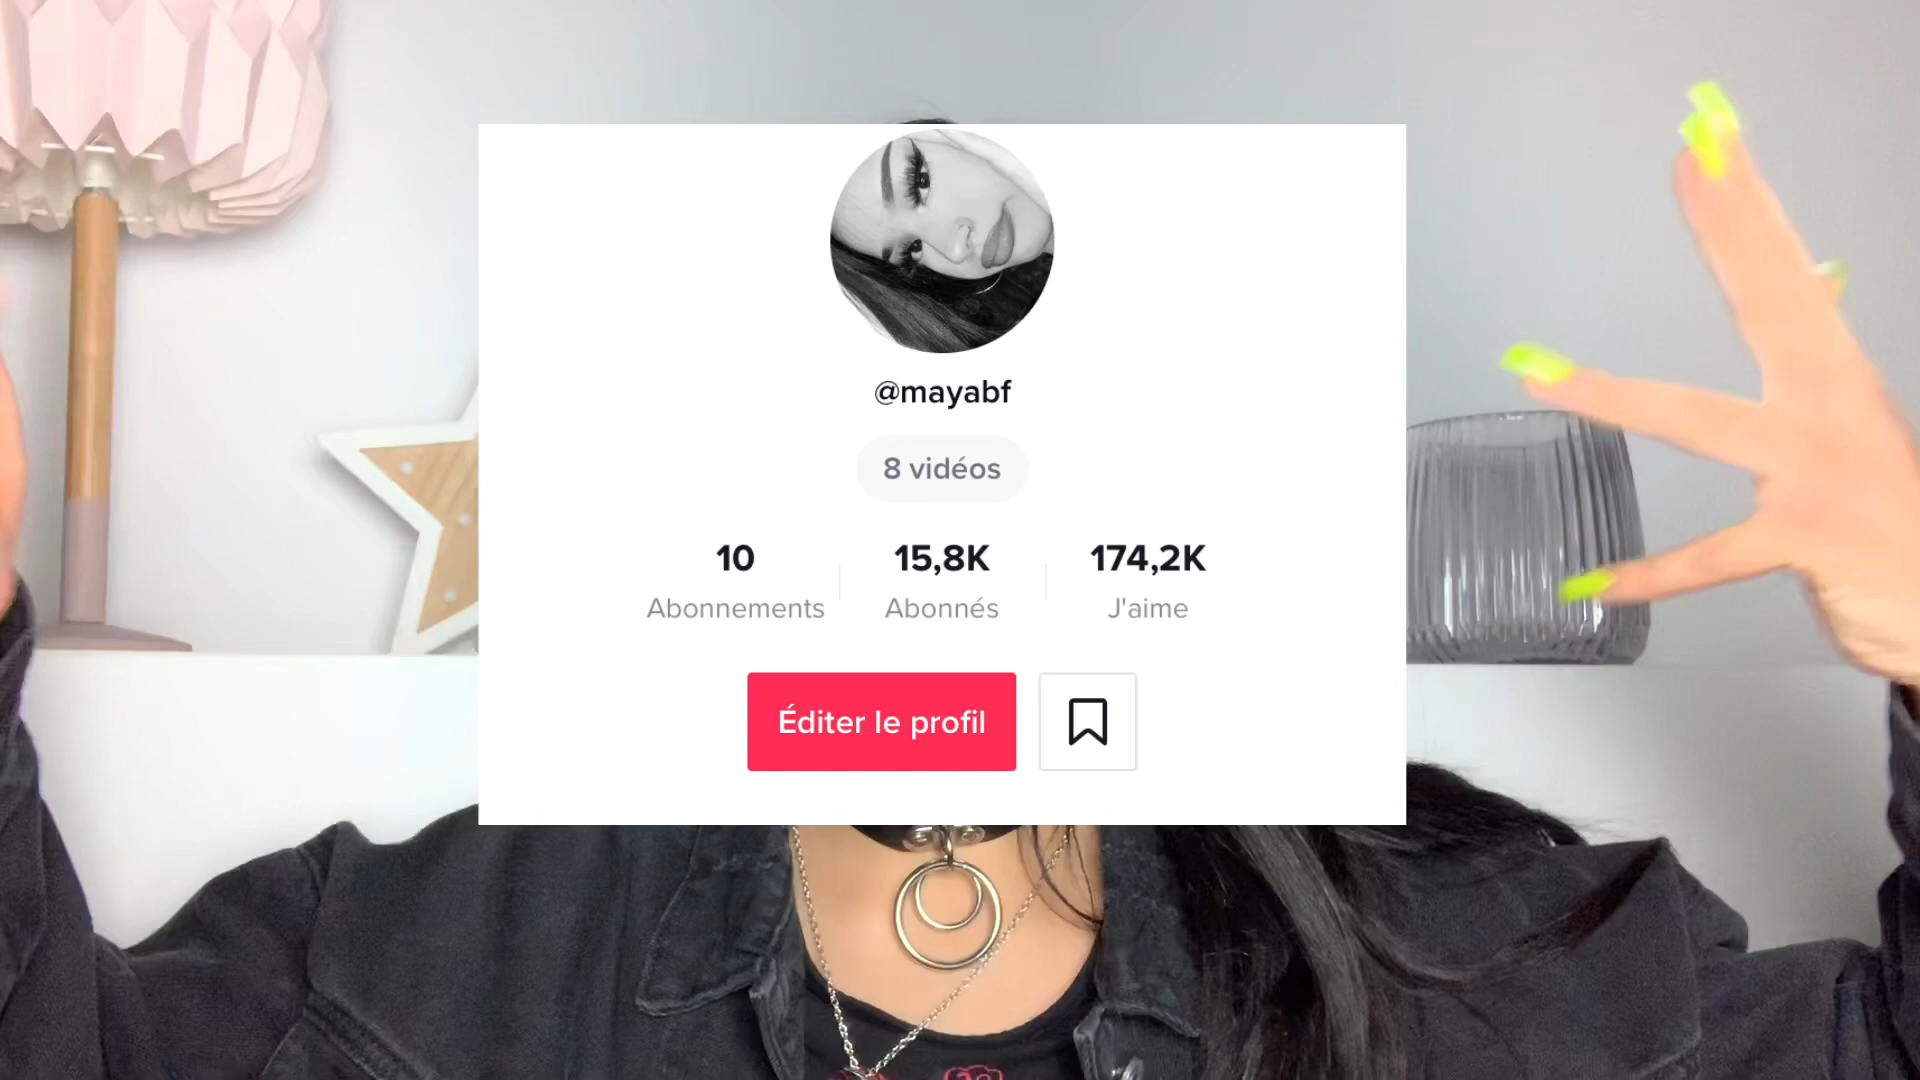 @mayabf
8 vidéos
10
15,8K
174,2K
Abonnements
Abonnés
J'aime
Éditer le profil